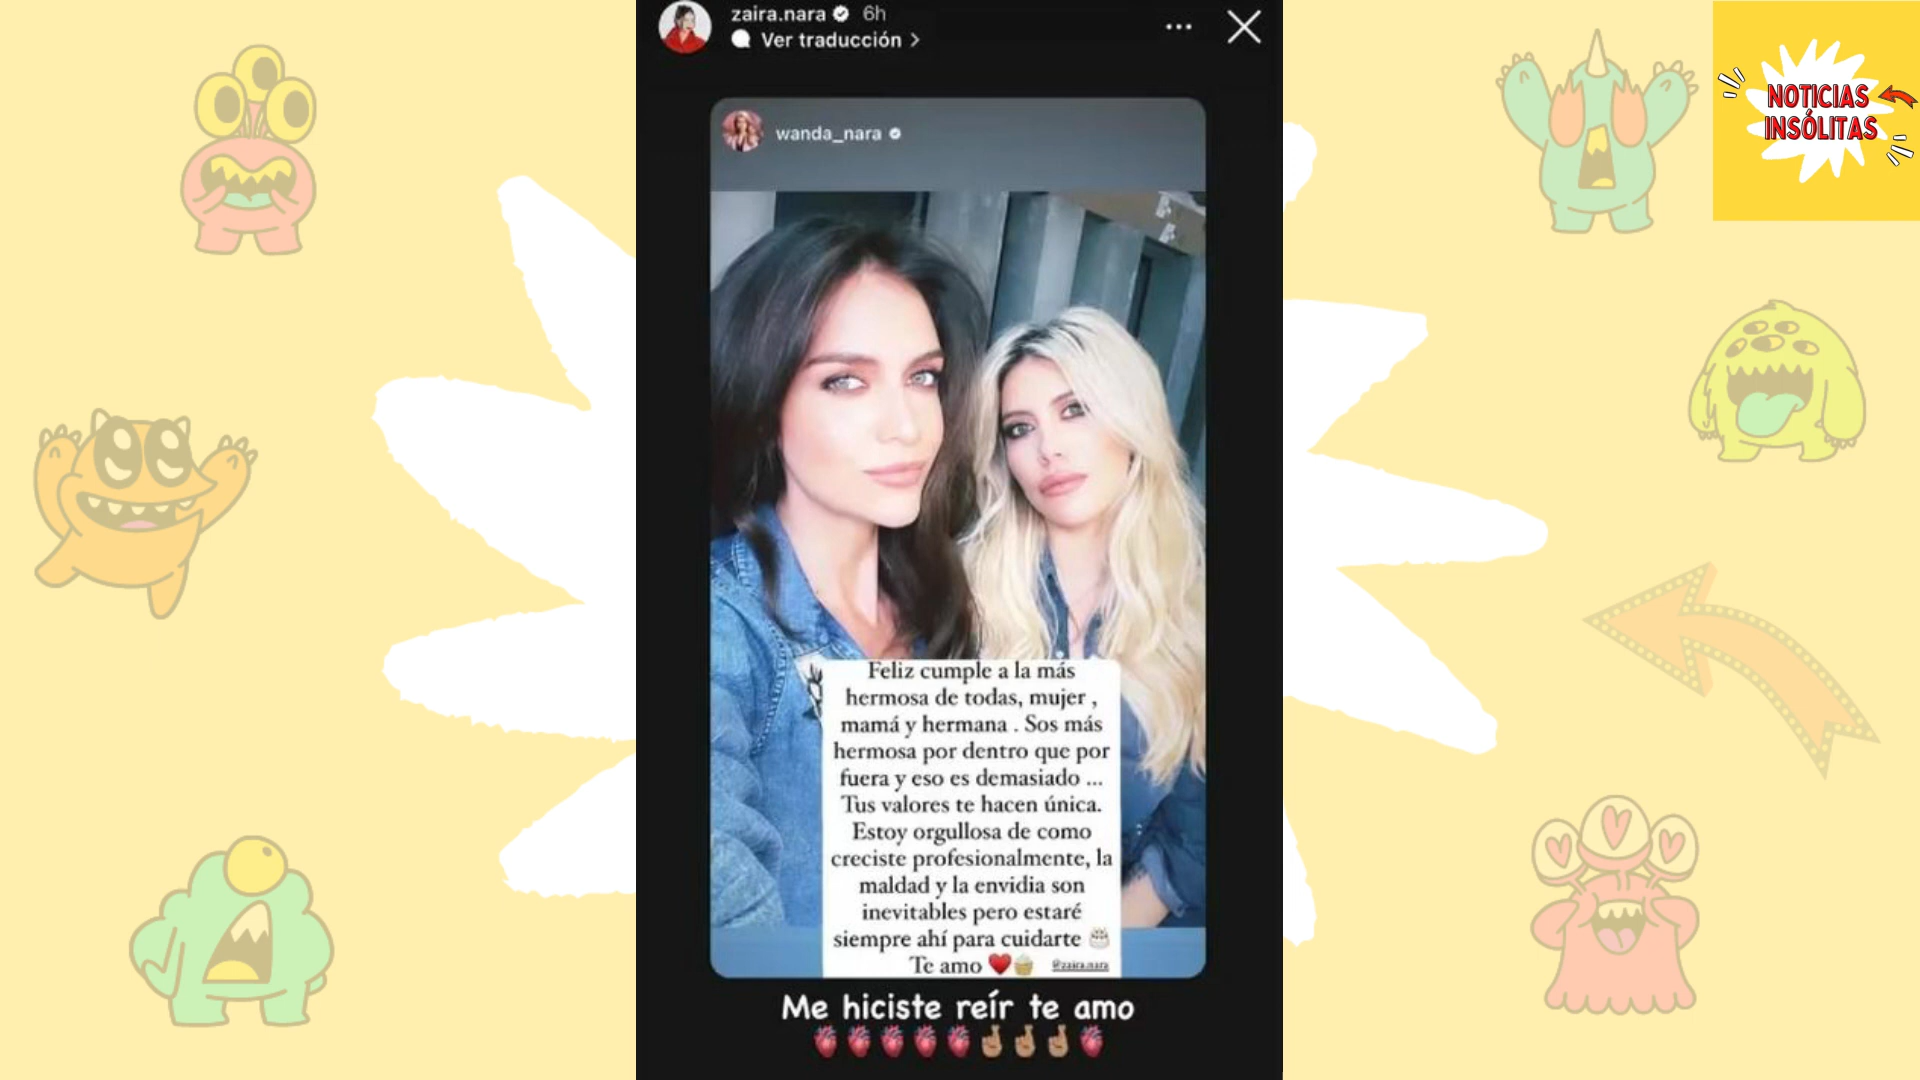 zaira.nara 6h
Ver traducción >
NOTICIAS
INSÓLITAS
wanda_nara
Feliz cumple a la más
hermosa de todas, mujer ,
mamá y hermana . Sos más
hermosa por dentro que por
fuera y eso es demasiado ...
Tus valores te hacen única.
Estoy orgullosa de como
creciste profesionalmente, la
maldad y la envidia son
inevitables pero estaré
siempre ahí para cuidarte 🎂
Te amo ❤️🧁 @zaira.nara
Me hiciste reír te amo
🫀🫀🫀🫀🫀🤞🏽🤞🏽🤞🏽🫀